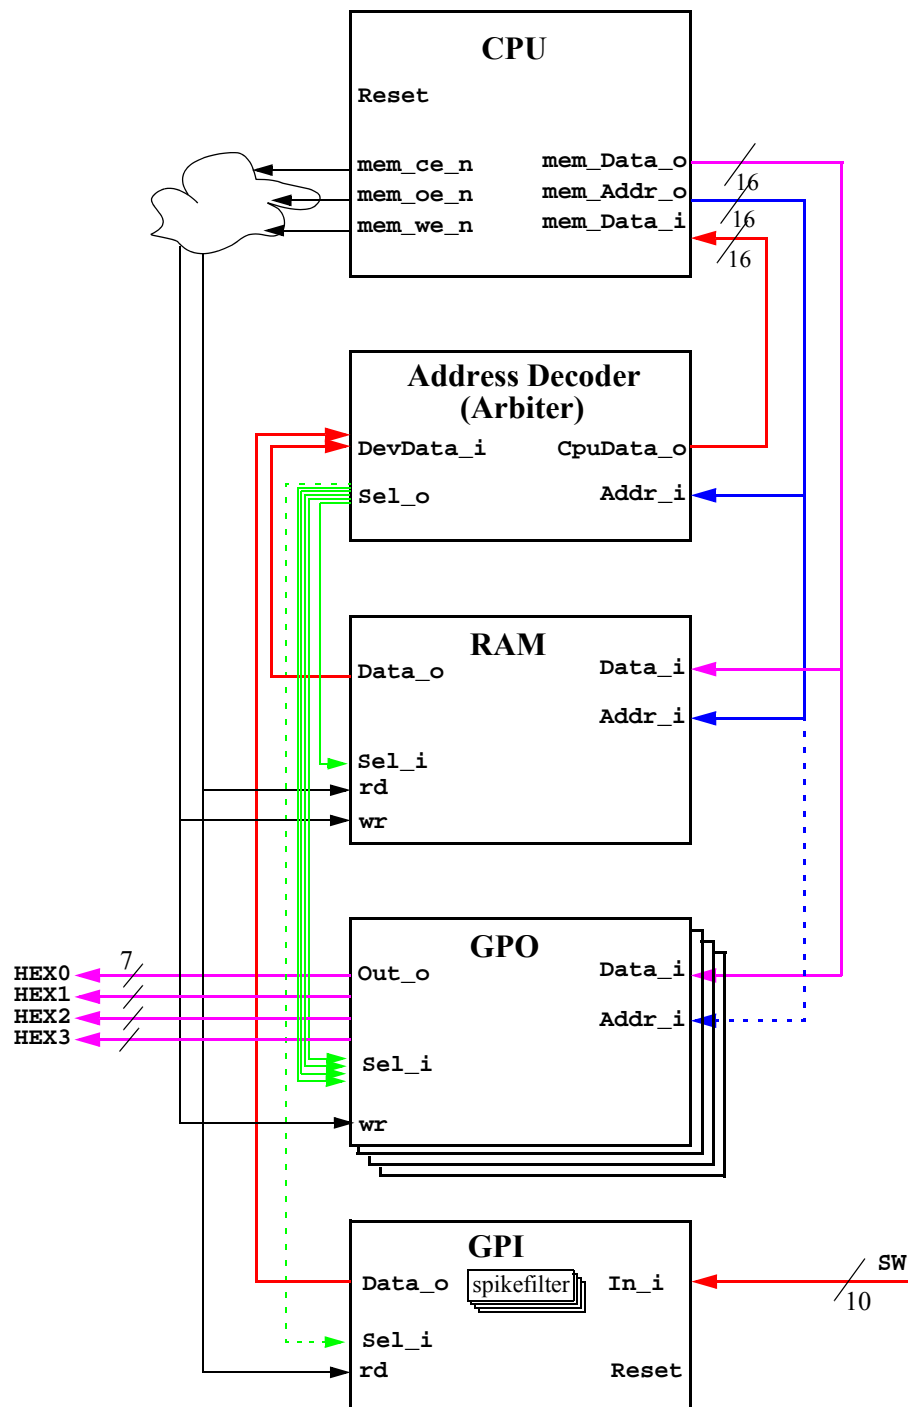 CPU
Reset
mem_ce_n
mem_oe_n
mem_we_n
mem_Data_o
mem_Addr_o
mem_Data_i
16
16
16
Address Decoder
(Arbiter)
DevData_i
CpuData_o
Sel_o
Addr_i
RAM
Data_o
Data_i
Addr_i
Sel_i
rd
wr
GPO
HEX0
HEX1
HEX2
HEX3
7
Out_o
Data_i
Addr_i
Sel_i
wr
GPI
Data_o
spikefilter
In_i
SW
10
Sel_i
rd
Reset